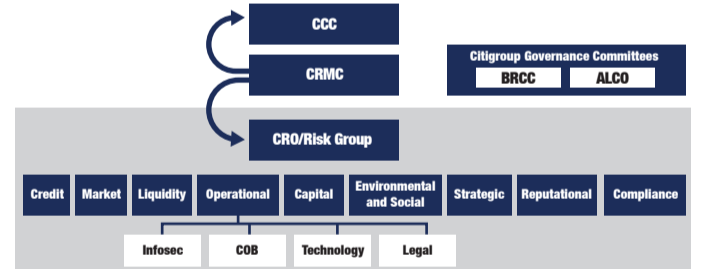 CCC
CRMC
Citigroup Governance Committees
BRCC ALCO
CRO/Risk Group
Credit Market Liquidity Operational Capital Environmental
and Social Strategic Reputational Compliance
Infosec COB Technology Legal